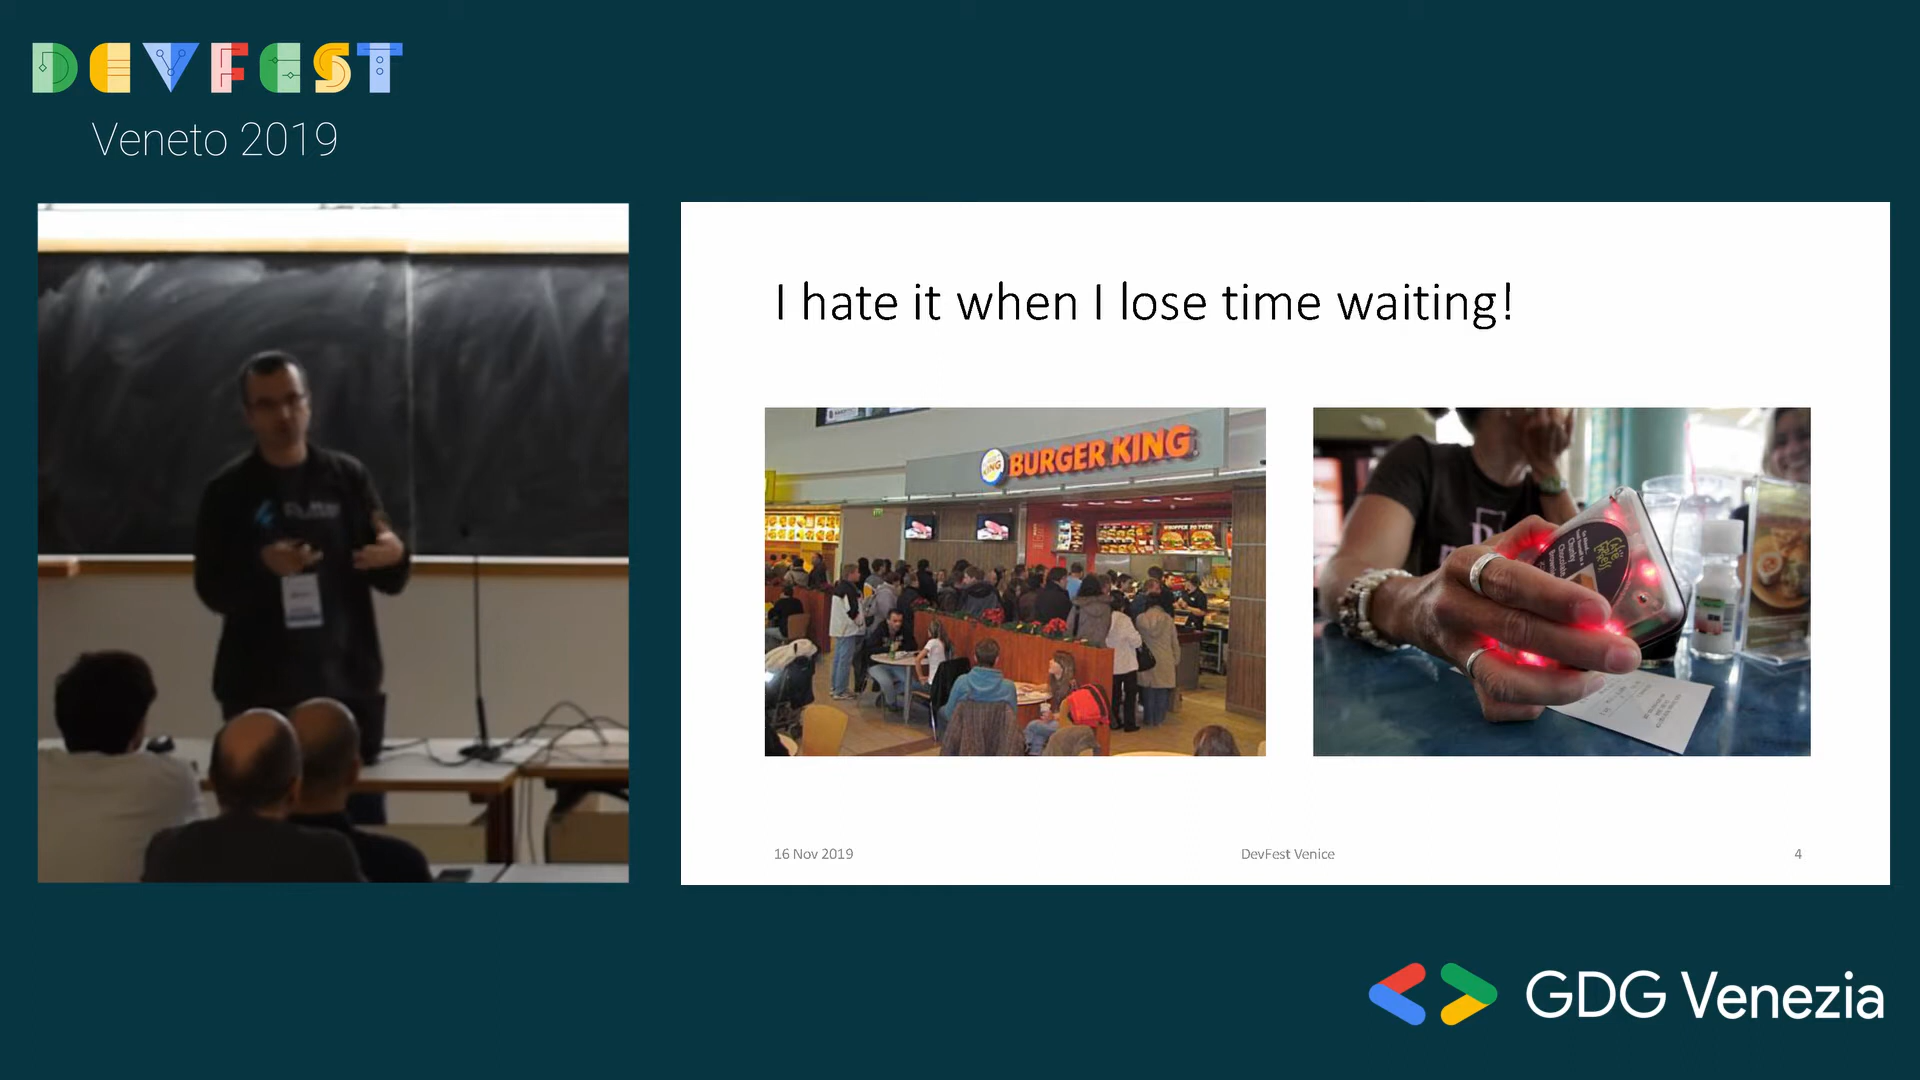 DEVFEST
Veneto 2019
I hate it when I lose time waiting!
BURGER KING
16 Nov 2019
DevFest Venice
4
GDG Venezia